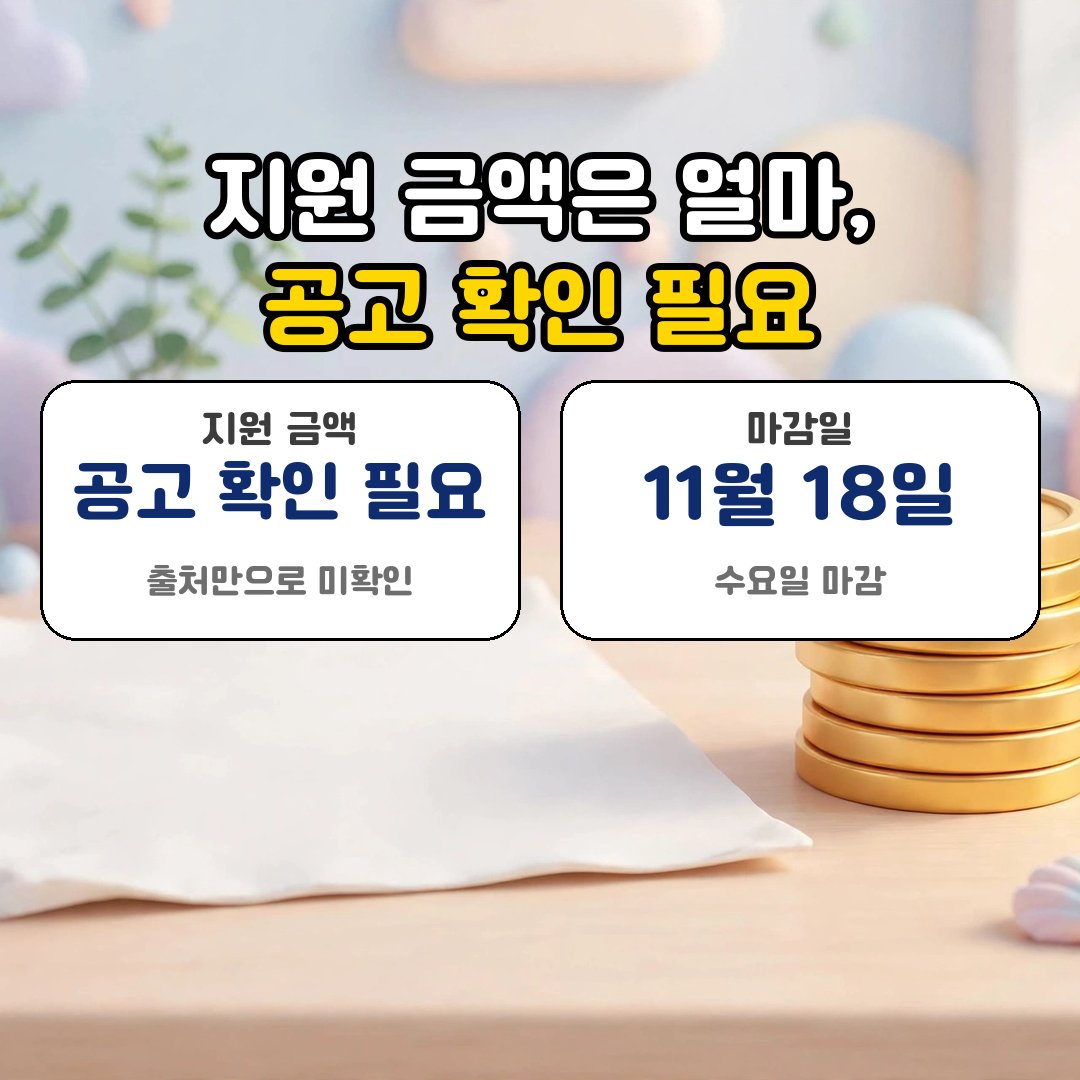 지원 금액은 얼마,
공고 확인 필요
지원 금액
공고 확인 필요
출처만으로 미확인
마감일
11월 18일
수요일 마감